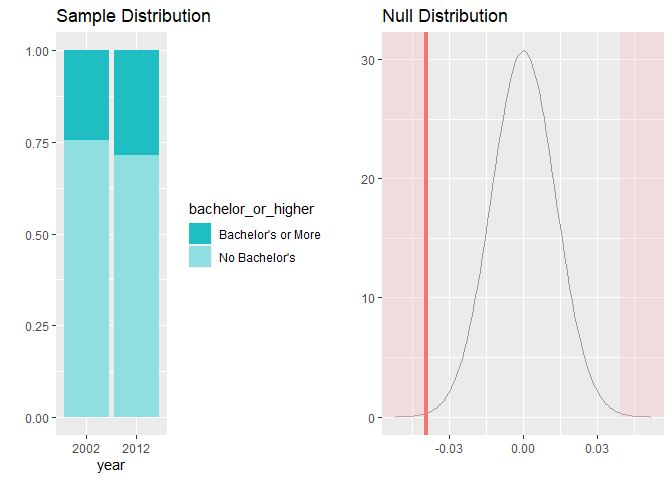 Sample Distribution
1.00
0.75
0.50
0.25
0.00
2002 2012
year
bachelor_or_higher
Bachelor's or More
No Bachelor's
Null Distribution
30
20
10
0
-0.03 0.00 0.03